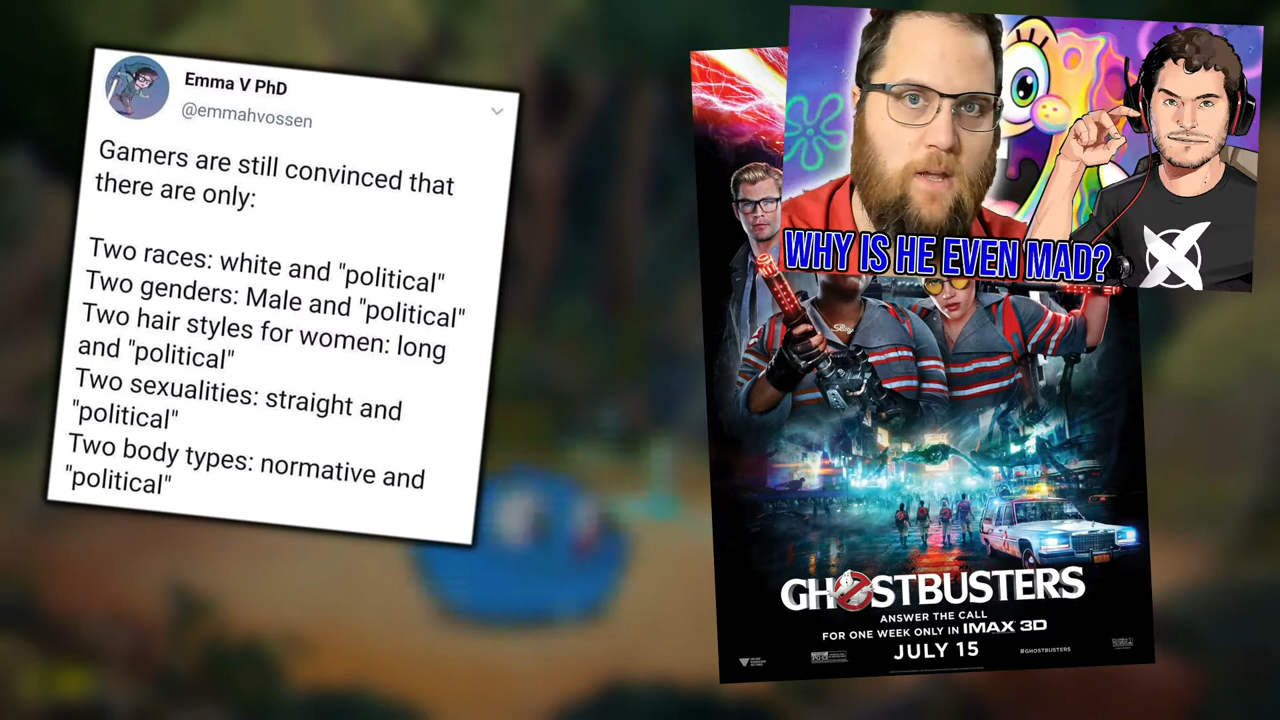 Emma V PhD
@emmahvossen
Gamers are still convinced that
there are only:
Two races: white and "political"
Two genders: Male and "political"
Two hair styles for women: long
and "political"
Two sexualities: straight and
"political"
Two body types: normative and
"political"
WHY IS HE EVEN MAD?
GHOSTBUSTERS
ANSWER THE CALL
FOR ONE WEEK ONLY IN IMAX 3D
JULY 15
#GHOSTBUSTERS